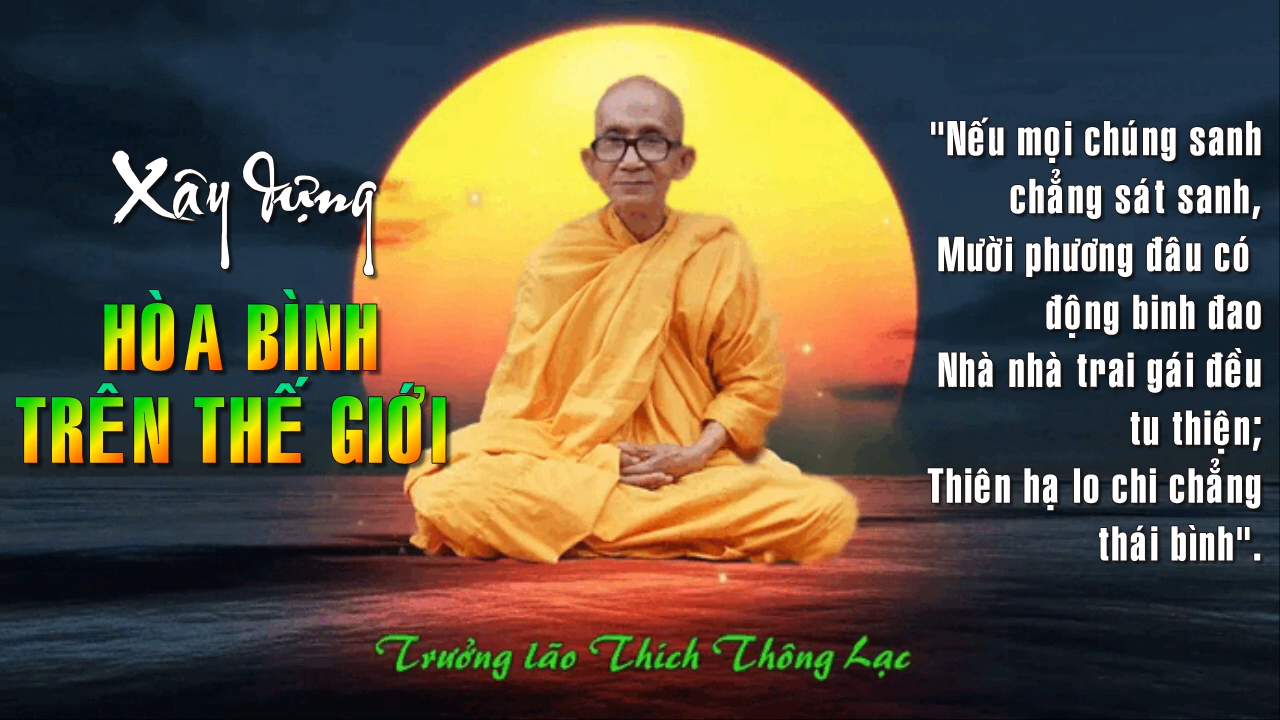 Xây dựng
HÒA BÌNH
TRÊN THẾ GIỚI
"Nếu mọi chúng sanh
chẳng sát sanh,
Mười phương đâu có
động binh đao
Nhà nhà trai gái đều
tu thiện;
Thiên hạ lo chi chẳng
thái bình".
Trưởng lão Thích Thông Lạc